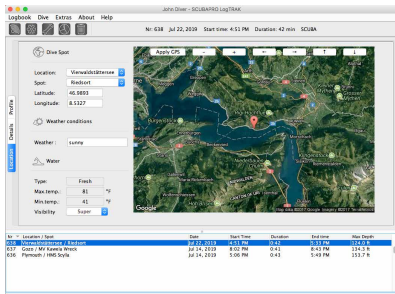 John Diver - SCUBAPRO LogTRAK
Logbook Dive Extras About Help
Nr: 638 Jul 22, 2019 Start time: 4:51 PM Duration: 42 min SCUBA
Profile
Details
Location
Dive Spot
Location: Vierwaldstättersee
Spot: Riedsort
Latitude: 46.9893
Longitude: 8.5327
Weather conditions
Weather : sunny
Water
Type: Fresh
Max.temp.: 81 °F
Min.temp.: 41 °F
Visibility Super
Apply GPS - + ← → ↑ ↓
Bürgenstock
Beckenried
Morschach
Google
Nr Location / Spot Date Start Time Duration End time Max Depth
638 Vierwaldstättersee / Riedsort Jul 22, 2019 4:51 PM 0:42 5:33 PM 124.0 ft
637 Gozo / MV Kawela Wreck Jul 14, 2019 8:02 PM 0:41 8:43 PM 134.3 ft
636 Plymouth / HMS Scylla Jul 14, 2019 5:06 PM 0:43 5:49 PM 153.7 ft